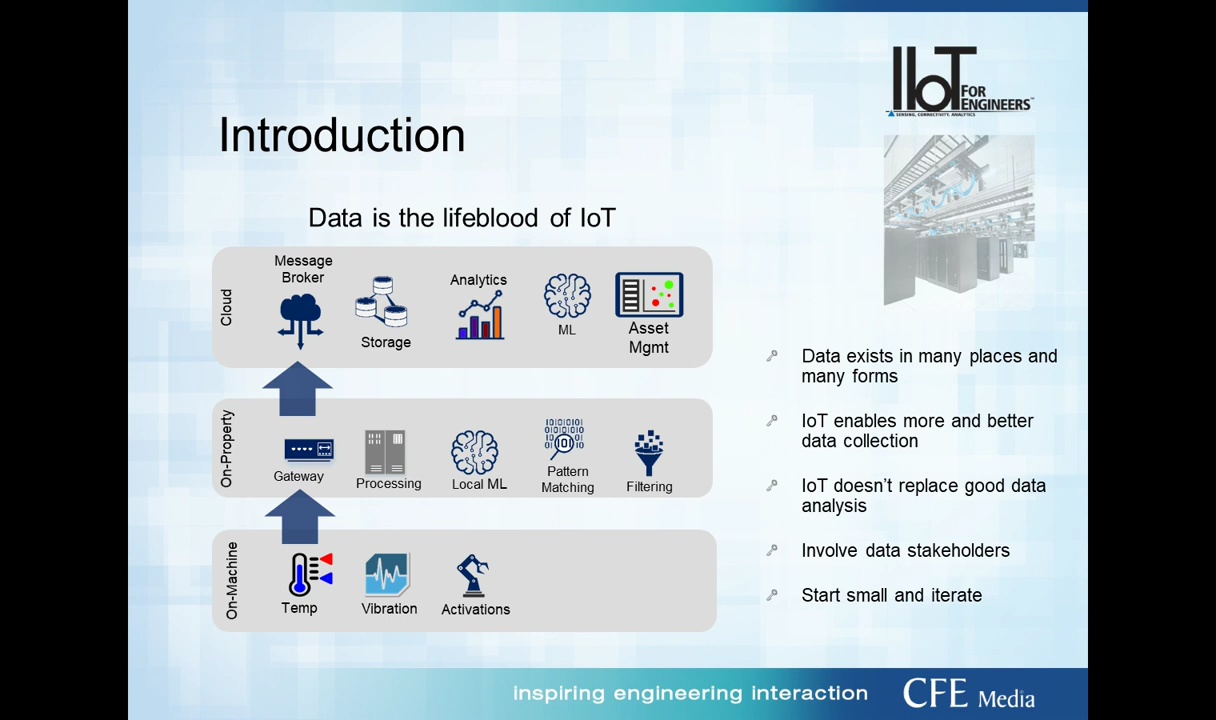 IIoT FOR ENGINEERS™
SENSING, CONNECTIVITY, ANALYTICS
Introduction
Data is the lifeblood of IoT
Cloud
Message
Broker
Storage
Analytics
ML
Asset
Mgmt
On-Property
Gateway
Processing
Local ML
Pattern
Matching
Filtering
On-Machine
Temp
Vibration
Activations
Data exists in many places and
many forms
IoT enables more and better
data collection
IoT doesn’t replace good data
analysis
Involve data stakeholders
Start small and iterate
inspiring engineering interaction
CFE Media